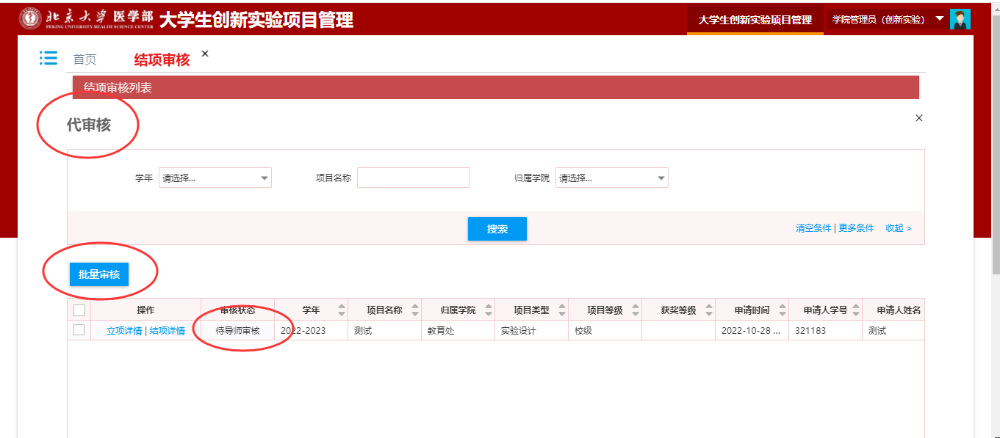 北京大学 医学部 大学生创新实验项目管理 大学生创新实验项目管理 学院管理员（创新实验）
PEKING UNIVERSITY HEALTH SCIENCE CENTER
首页 结项审核 ×
结项审核列表
代审核 ×
学年 请选择... 项目名称 归属学院 请选择...
搜索 清空条件 | 更多条件 收起 >
批量审核
操作 审核状态 学年 项目名称 归属学院 项目类型 项目等级 获奖等级 申请时间 申请人学号 申请人姓名
立项详情 | 结项详情 待导师审核 2022-2023 测试 教育处 实验设计 校级 2022-10-28 ... 321183 测试